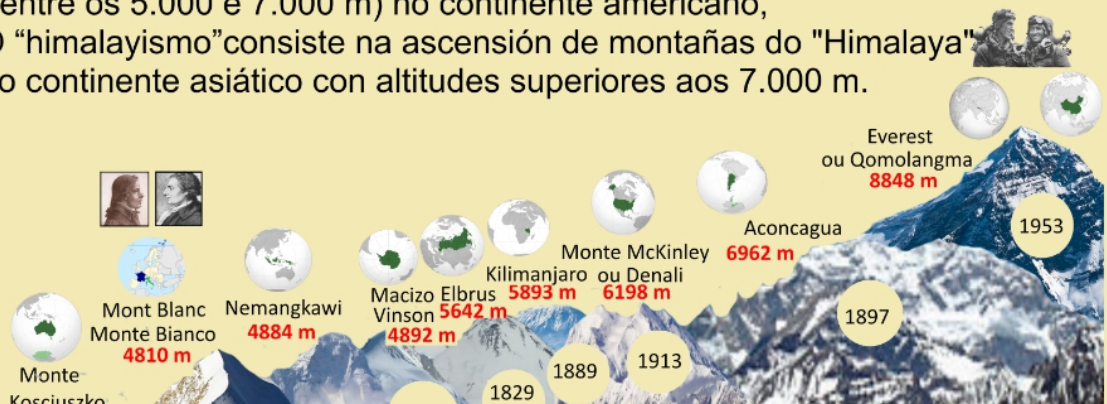 entre os 5.000 e 7.000 m) no continente americano,
“himalayismo”consiste na ascensión de montañas do "Himalaya"
o continente asiático con altitudes superiores aos 7.000 m.
Everest
ou Qomolangma
8848 m
1953
Aconcagua
6962 m
1897
Monte McKinley
ou Denali
6198 m
1913
Kilimanjaro
5893 m
1889
Elbrus
5642 m
1829
Macizo
Vinson
4892 m
Nemangkawi
4884 m
Mont Blanc
Monte Bianco
4810 m
Monte
Kosciuszko